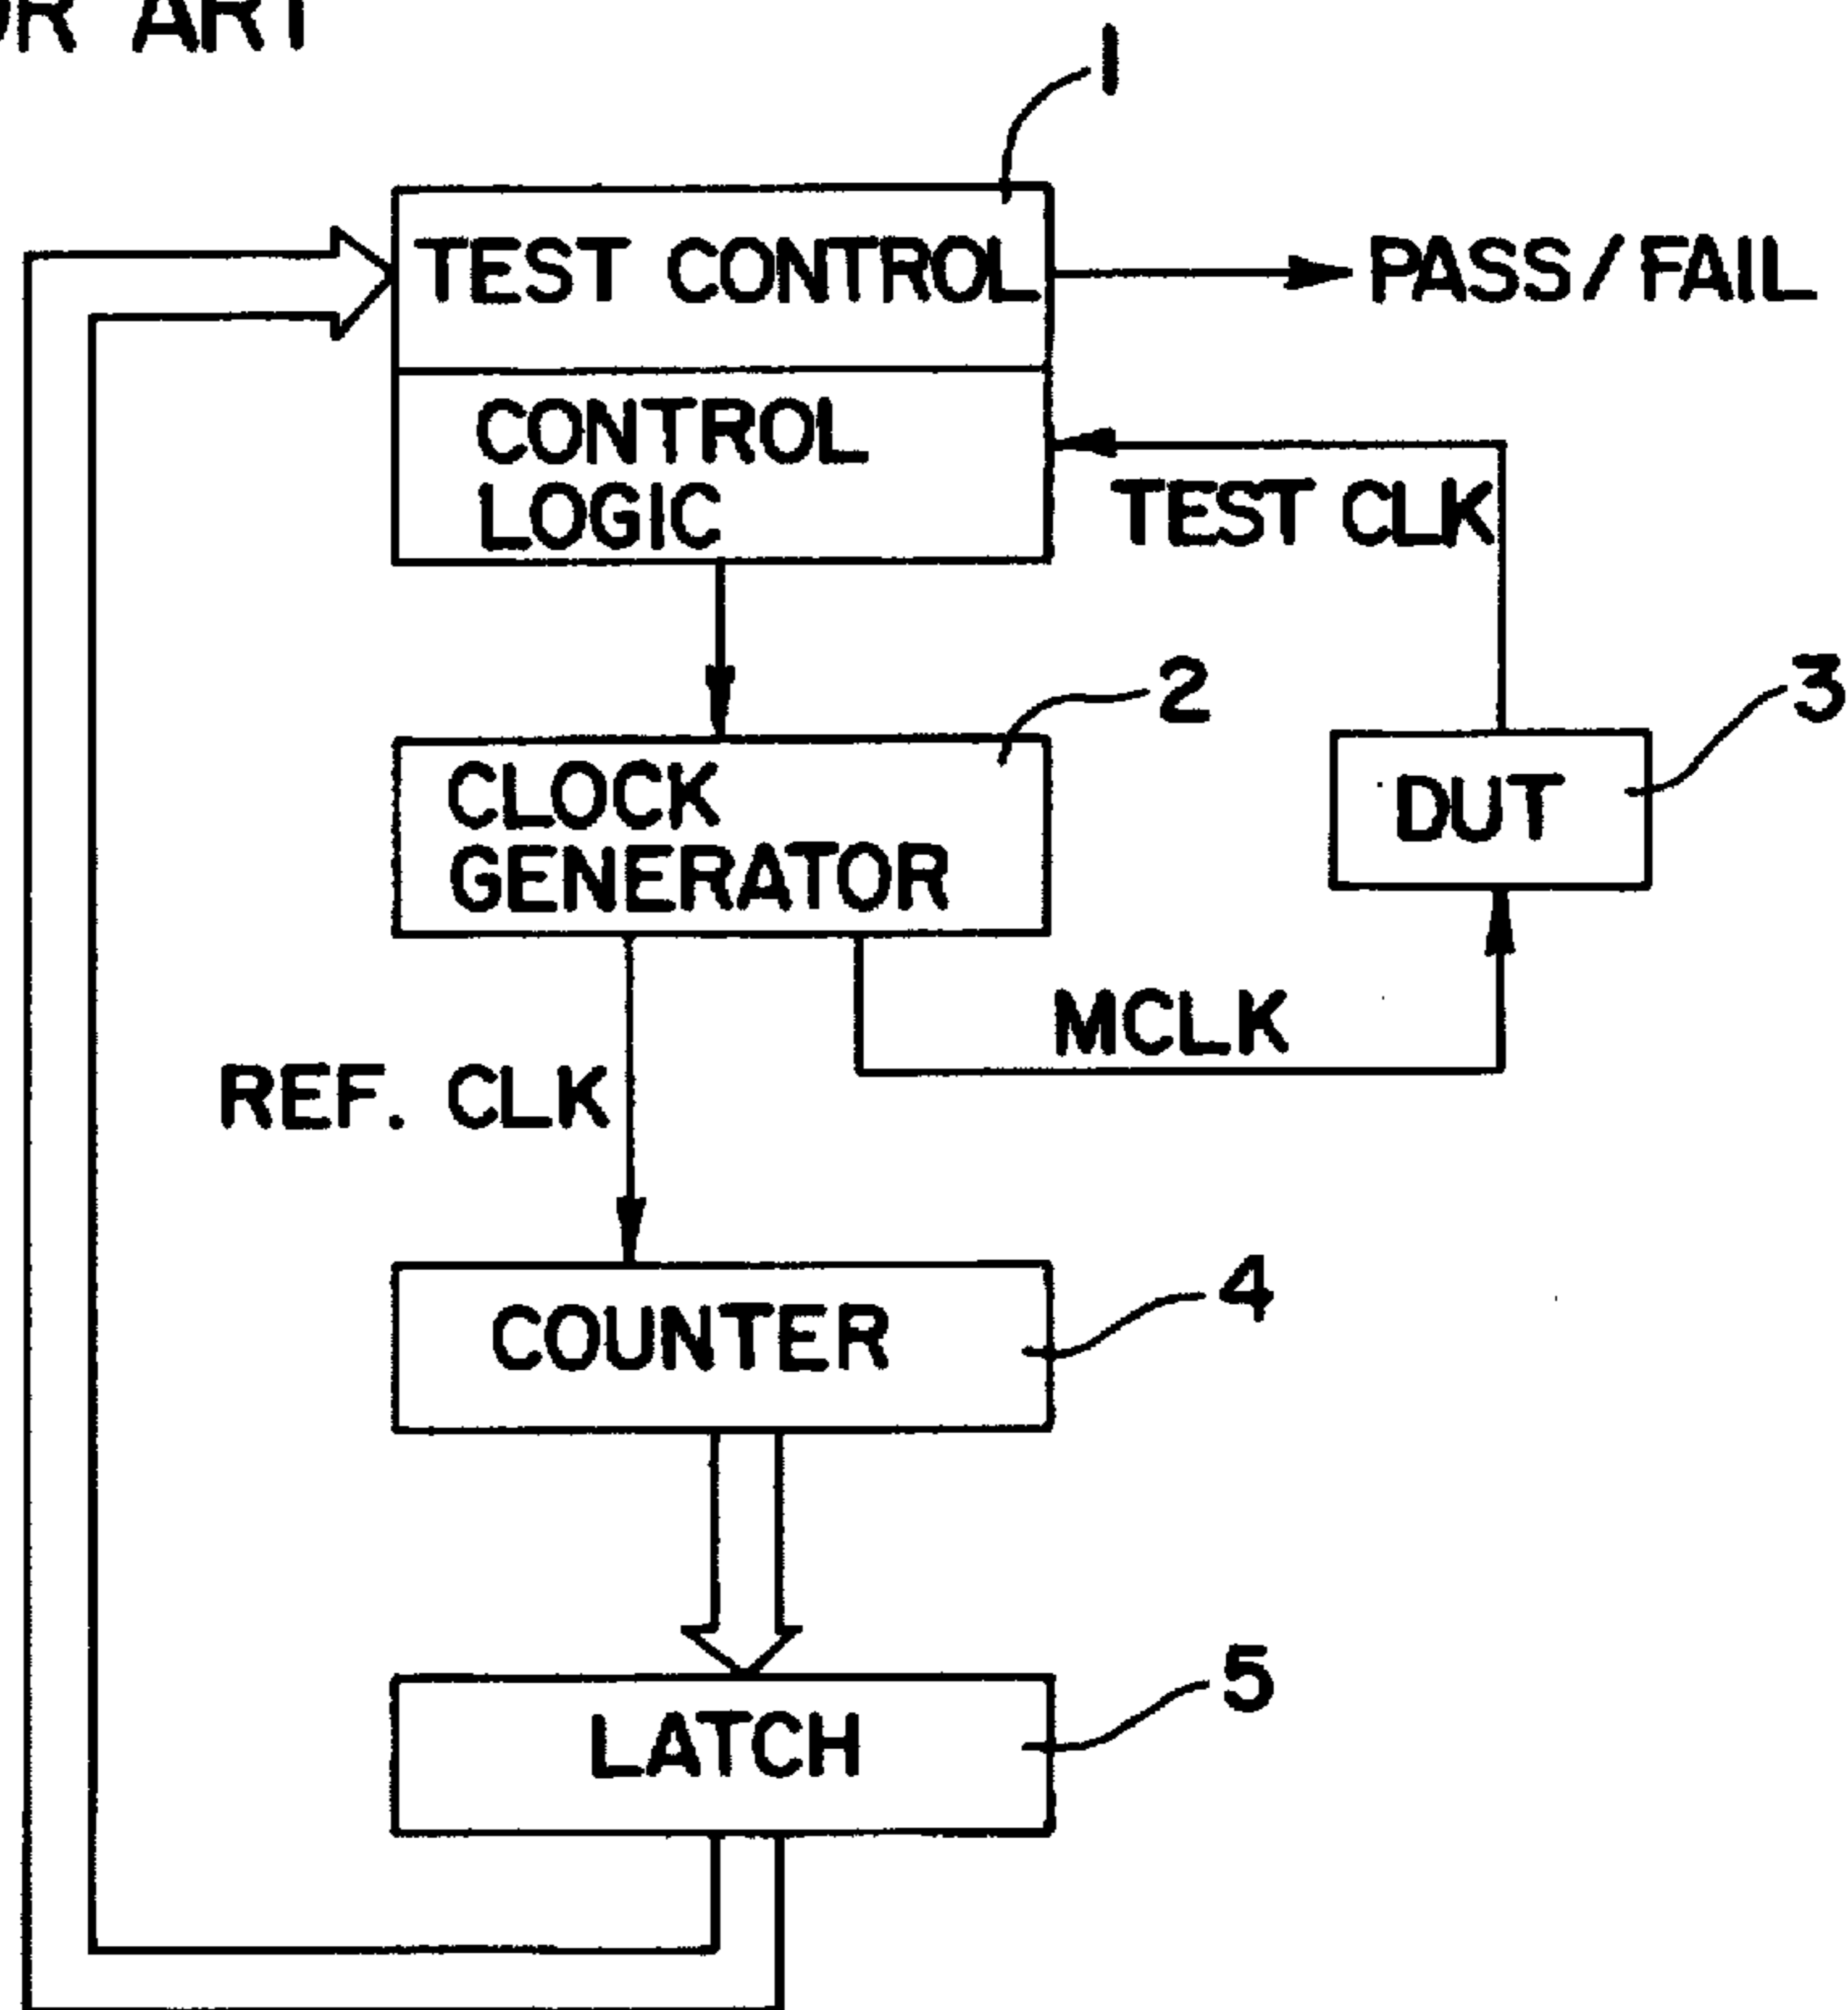 ART
1
TEST CONTROL
PASS/FAIL
CONTROL
LOGIC
TEST CLK
2
3
CLOCK
GENERATOR
DUT
MCLK
REF. CLK
4
COUNTER
5
LATCH